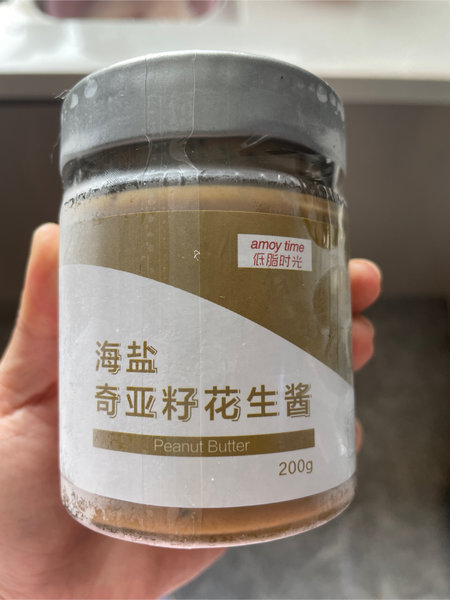 amoy time
低脂时光
海盐
奇亚籽花生酱
Peanut Butter
200g